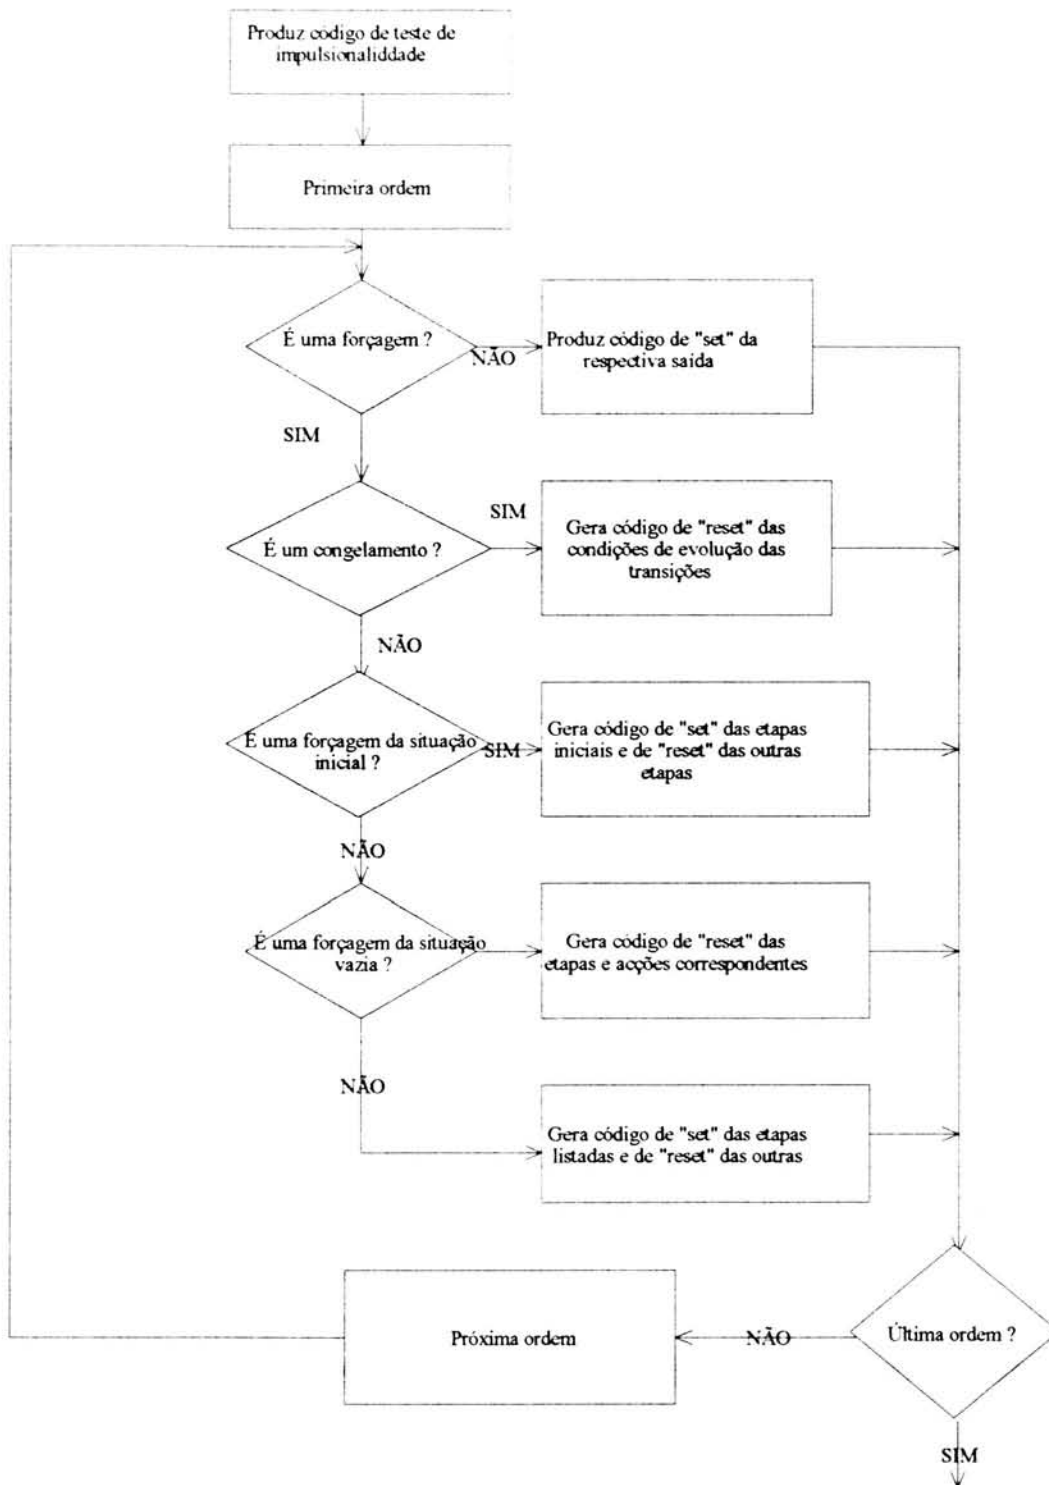 Produz código de teste de
impulsionaliddade
Primeira ordem
É uma forçagem ?
NÃO
Produz código de "set" da
respectiva saída
SIM
É um congelamento ?
SIM
Gera código de "reset" das
condições de evolução das
transições
NÃO
É uma forçagem da situação
inicial ?
SIM
Gera código de "set" das etapas
iniciais e de "reset" das outras
etapas
NÃO
É uma forçagem da situação
vazia ?
Gera código de "reset" das
etapas e acções correspondentes
NÃO
Gera código de "set" das etapas
listadas e de "reset" das outras
Próxima ordem
NÃO
Última ordem ?
SIM